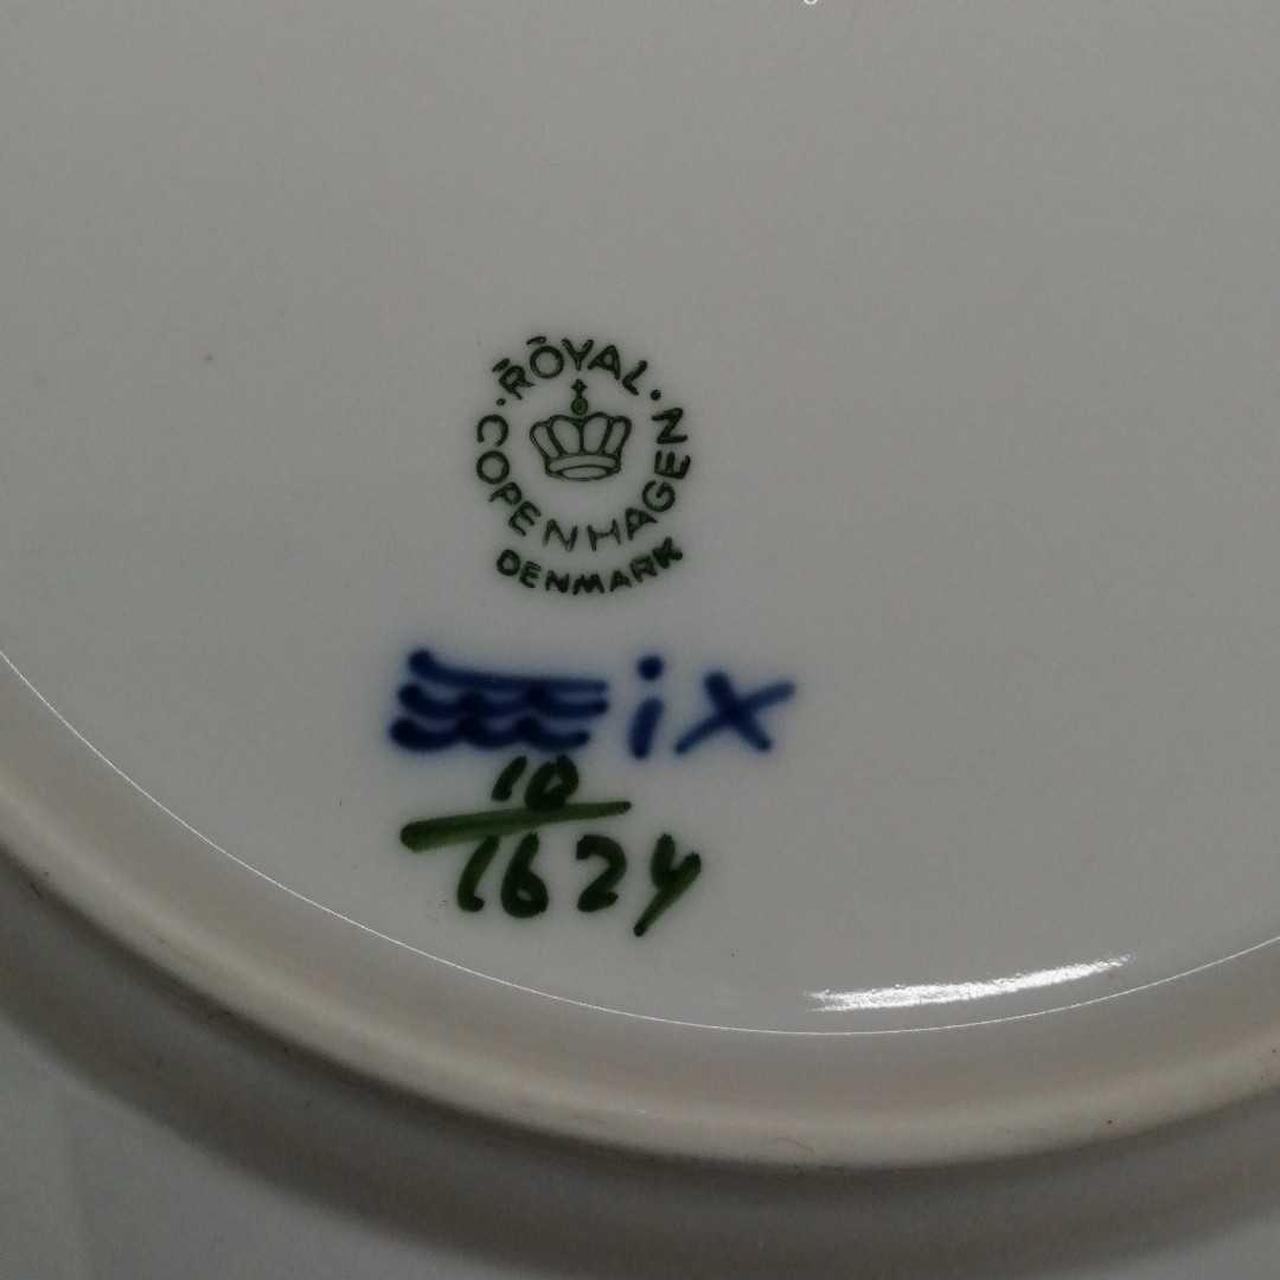 ROYAL
COPENHAGEN
DENMARK
ix
10
1624